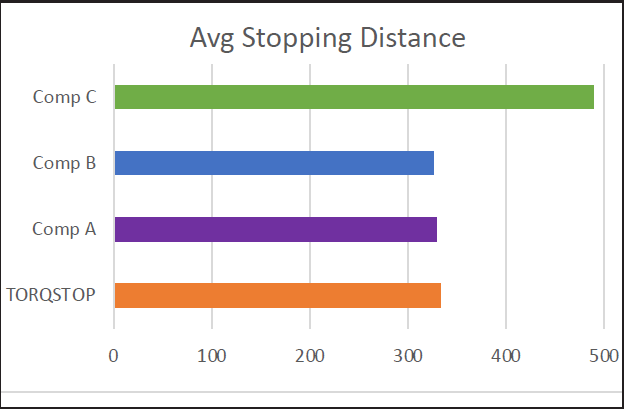 Avg Stopping Distance
Comp C
Comp B
Comp A
TORQSTOP
0 100 200 300 400 500